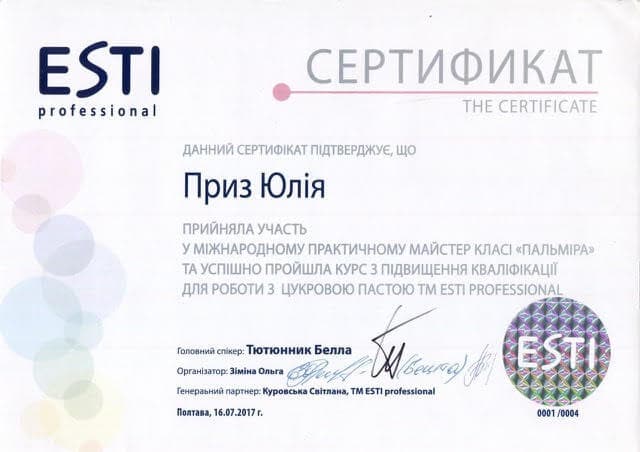 ESTI
professional
СЕРТИФИКАТ
THE CERTIFICATE
ДАННИЙ СЕРТИФІКАТ ПІДТВЕРДЖУЄ, ЩО
Приз Юлія
ПРИЙНЯЛА УЧАСТЬ
У МІЖНАРОДНОМУ ПРАКТИЧНОМУ МАЙСТЕР КЛАСІ «ПАЛЬМІРА»
ТА УСПІШНО ПРОЙШЛА КУРС З ПІДВИЩЕННЯ КВАЛІФІКАЦІЇ
ДЛЯ РОБОТИ З ЦУКРОВОЮ ПАСТОЮ ТМ ESTI PROFESSIONAL
Головний спікер: Тютюнник Белла
Організатор: Зіміна Ольга
Генеральний партнер: Куровська Світлана, ТМ ESTI professional
Полтава, 16.07.2017 г.
ESTI
0001 /0004